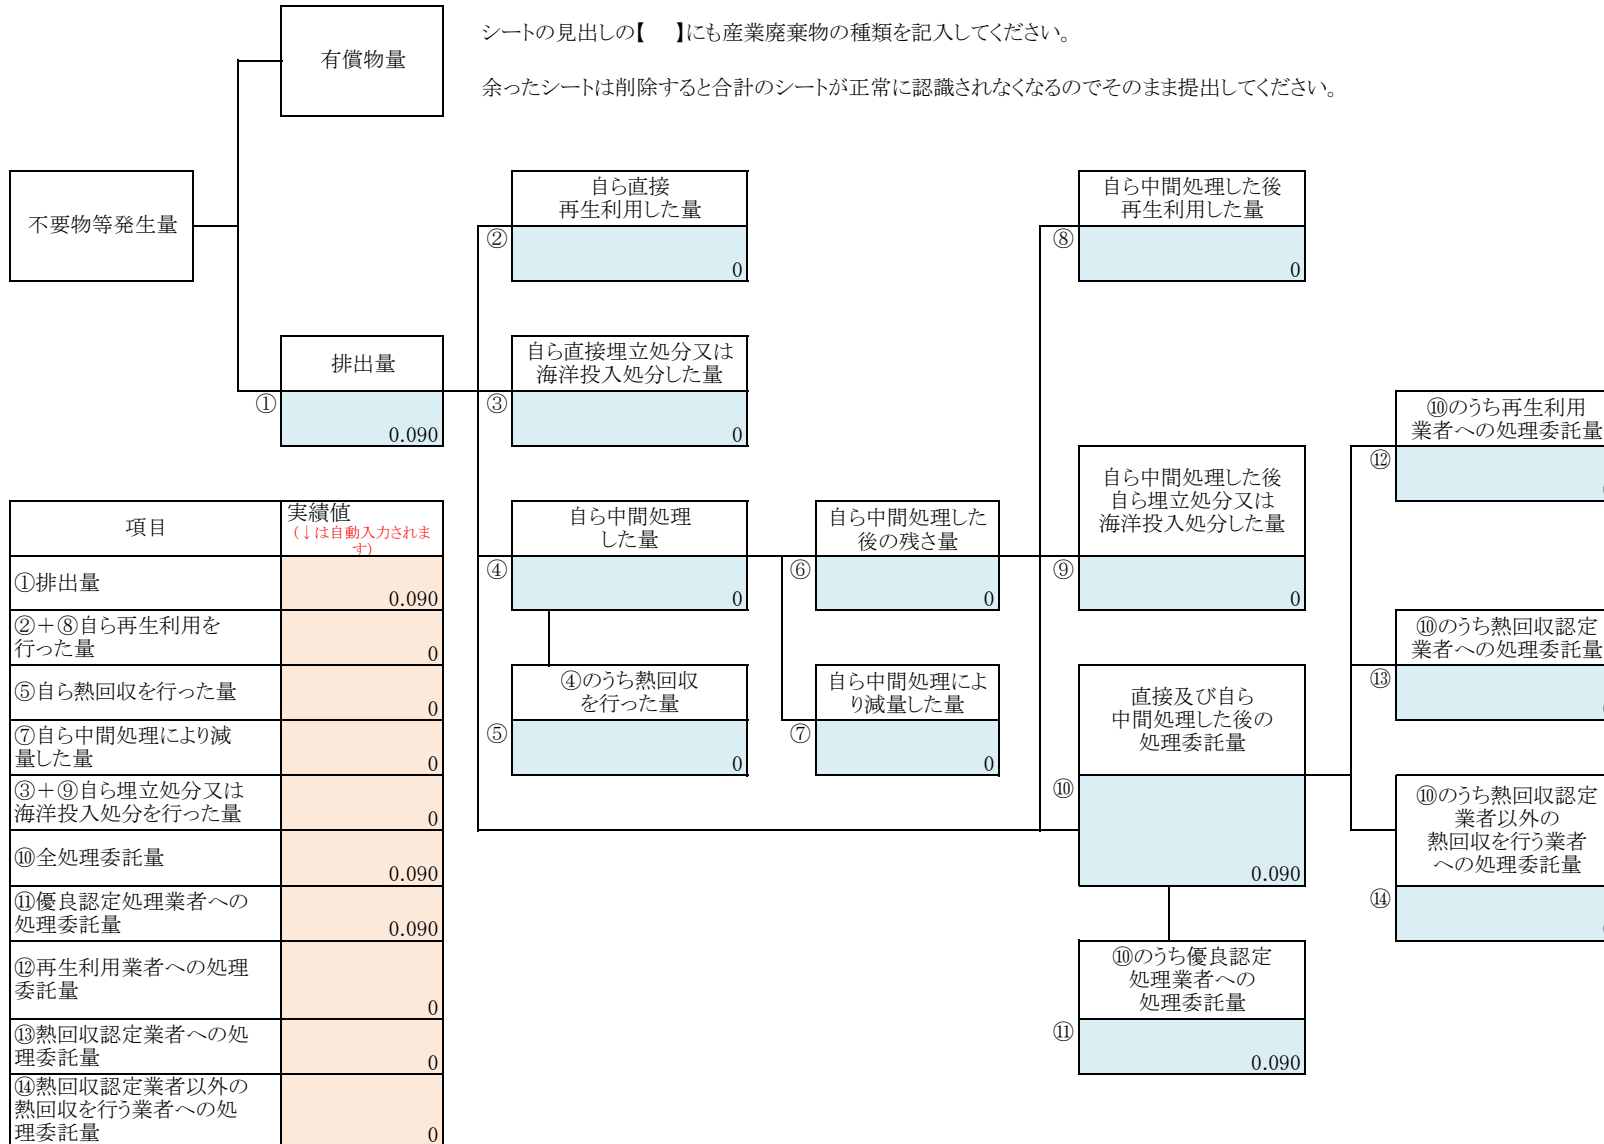 有償物量
シートの見出しの【　】にも産業廃棄物の種類を記入してください。
余ったシートは削除すると合計のシートが正常に認識されなくなるのでそのまま提出してください。
不要物等発生量
自ら直接
再生利用した量
②
0
自ら中間処理した後
再生利用した量
⑧
0
排出量
①
0.090
自ら直接埋立処分又は
海洋投入処分した量
③
0
⑩のうち再生利用
業者への処理委託量
⑫
自ら中間処理
した量
④
0
自ら中間処理した
後の残さ量
⑥
0
自ら中間処理した後
自ら埋立処分又は
海洋投入処分した量
⑨
0
⑩のうち熱回収認定
業者への処理委託量
⑬
④のうち熱回収
を行った量
⑤
0
自ら中間処理によ
り減量した量
⑦
0
直接及び自ら
中間処理した後の
処理委託量
⑩
0.090
⑩のうち熱回収認定
業者以外の
熱回収を行う業者
への処理委託量
⑭
⑩のうち優良認定
処理業者への
処理委託量
⑪
0.090
項目
実績値
(↓は自動入力されま
す)
①排出量
0.090
②＋⑧自ら再生利用を
行った量
0
⑤自ら熱回収を行った量
0
⑦自ら中間処理により減
量した量
0
③＋⑨自ら埋立処分又は
海洋投入処分を行った量
0
⑩全処理委託量
0.090
⑪優良認定処理業者への
処理委託量
0.090
⑫再生利用業者への処理
委託量
0
⑬熱回収認定業者への処
理委託量
0
⑭熱回収認定業者以外の
熱回収を行う業者への処
理委託量
0